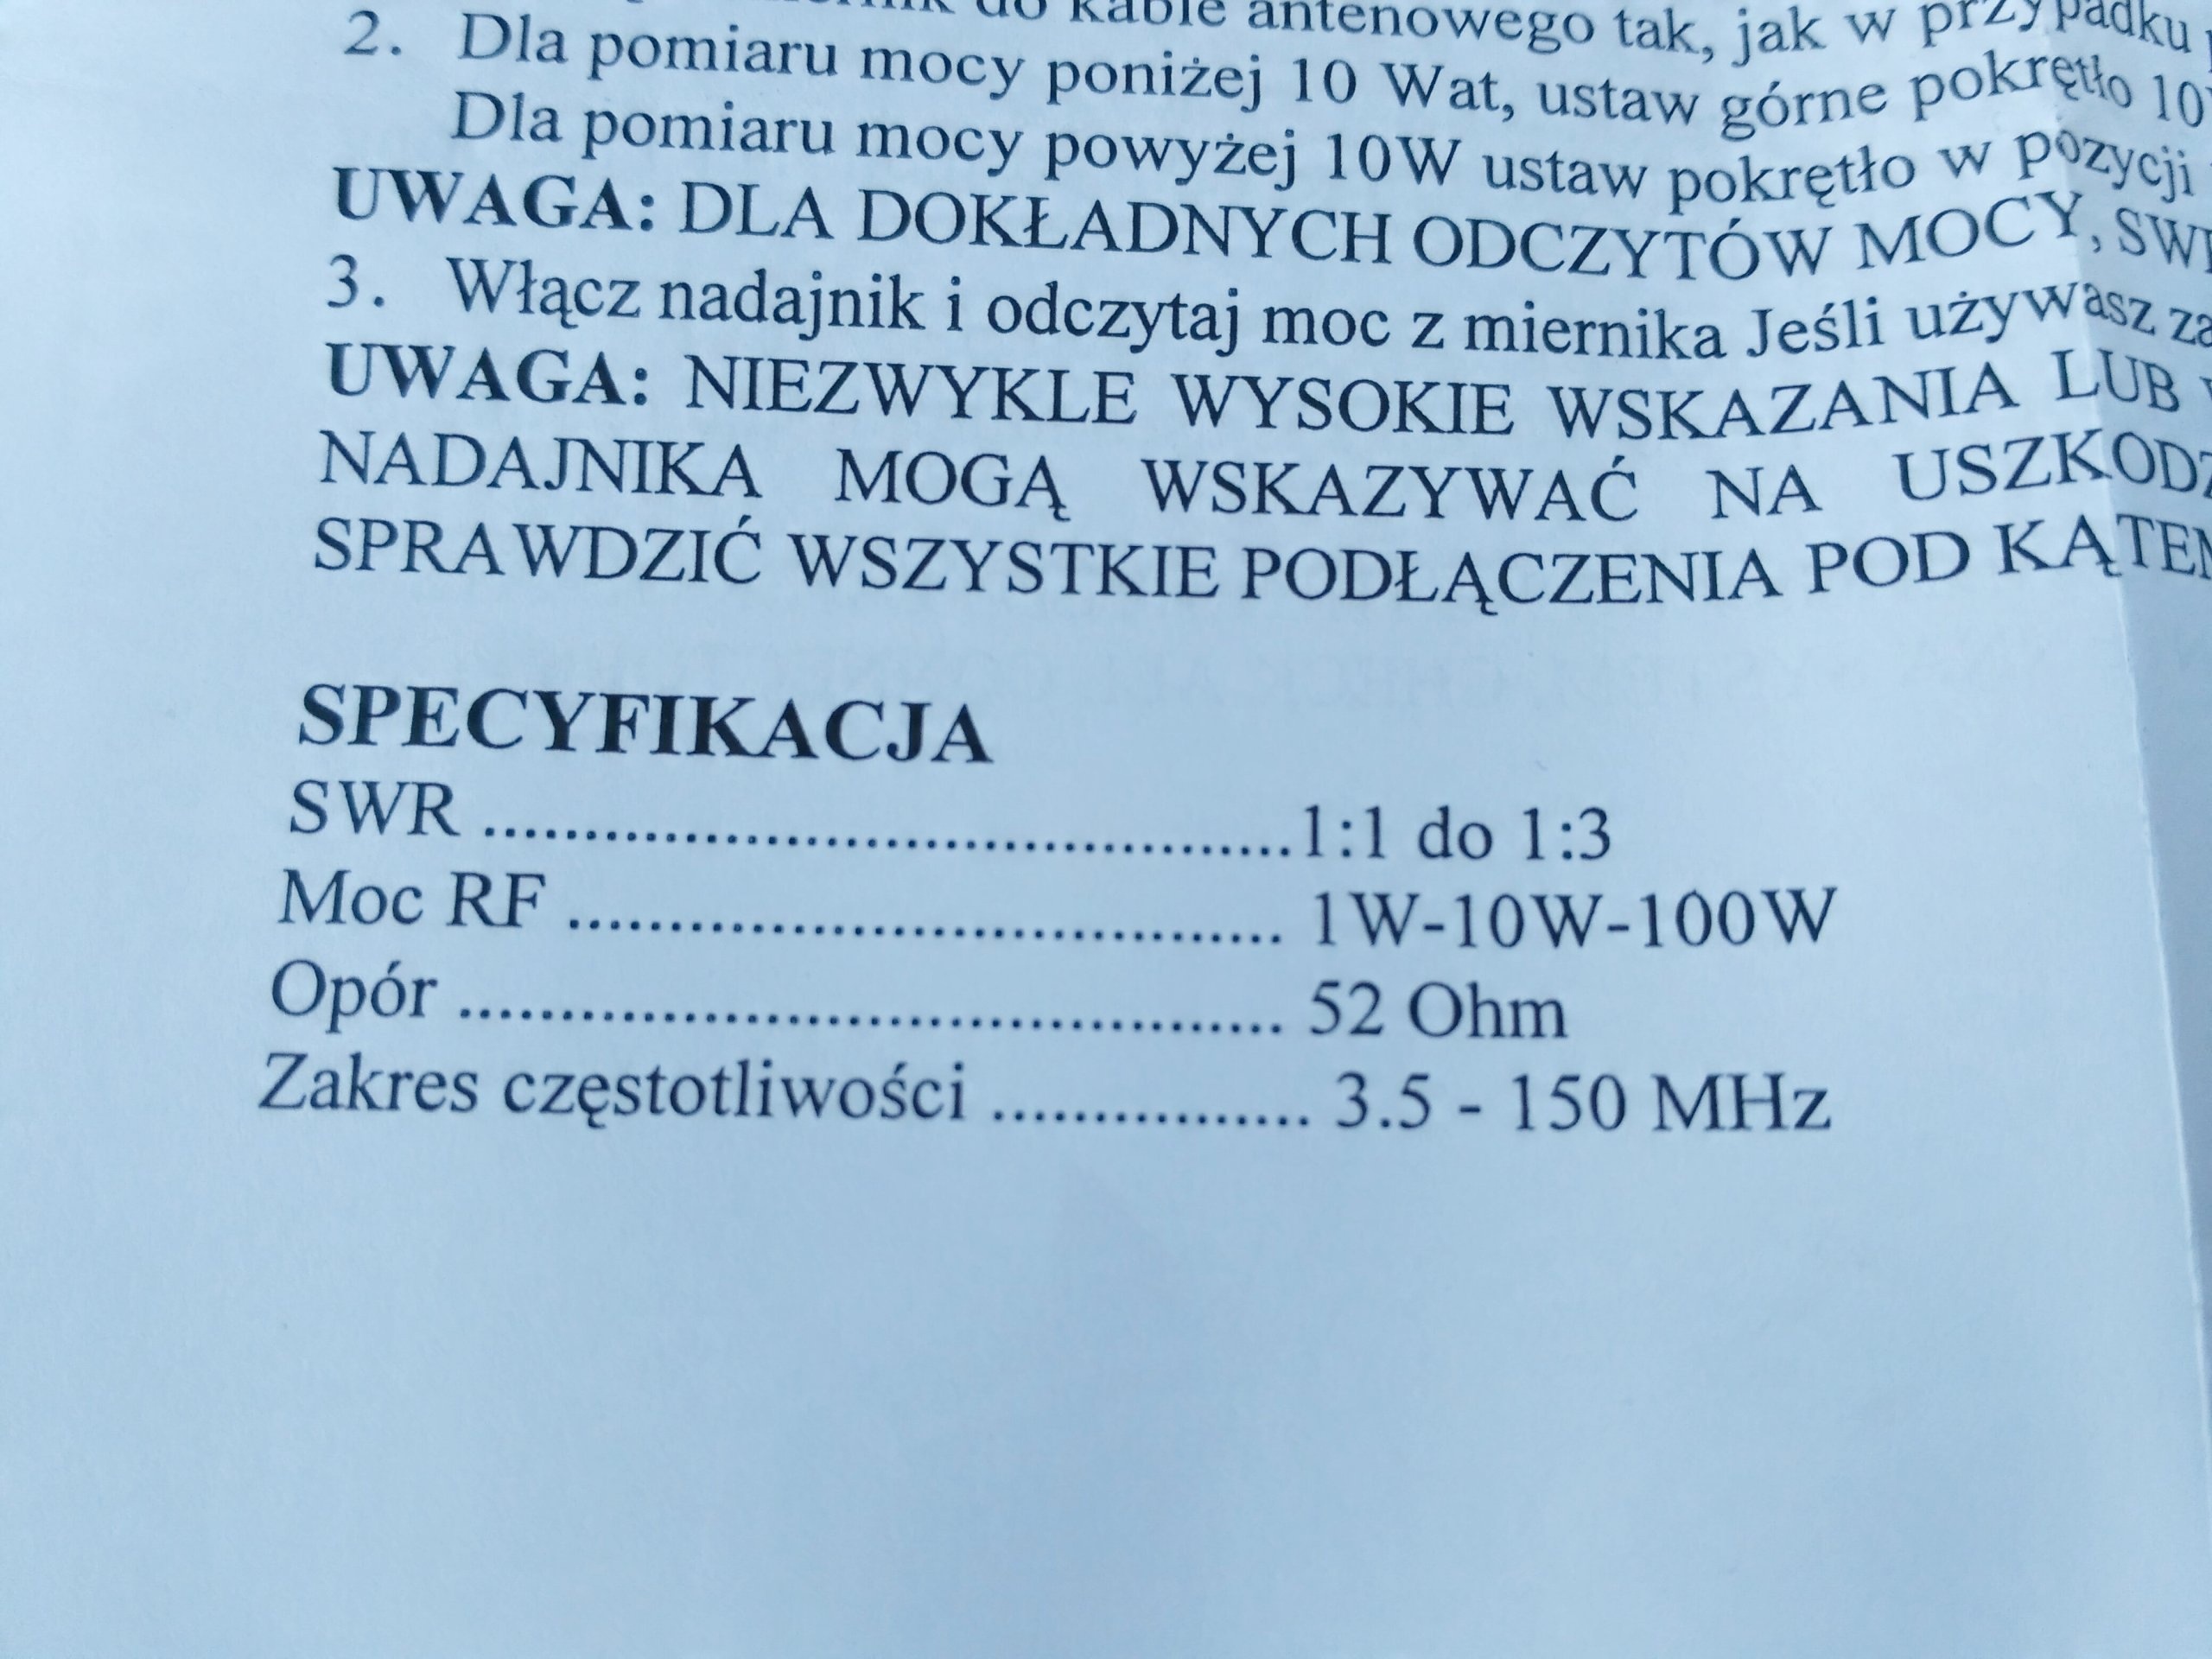 do kable antenowego tak, jak w przypadku
2. Dla pomiaru mocy poniżej 10 Wat, ustaw górne pokrętło
Dla pomiaru mocy powyżej 10W ustaw pokrętło w pozycji
UWAGA: DLA DOKŁADNYCH ODCZYTÓW MOCY,
3. Włącz nadajnik i odczytaj moc z miernika Jeśli używasz
UWAGA: NIEZWYKLE WYSOKIE WSKAZANIA LUB
NADAJNIKA MOGĄ WSKAZYWAĆ NA
SPRAWDZIĆ WSZYSTKIE PODŁĄCZENIA POD
SPECYFIKACJA
SWR ........................................1:1 do 1:3
Moc RF .................................... 1W-10W-100W
Opór ......................................... 52 Ohm
Zakres częstotliwości ................ 3.5 - 150 MHz